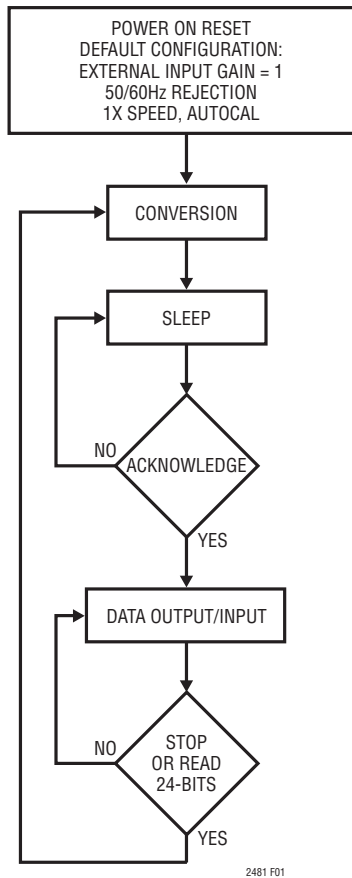 POWER ON RESET
DEFAULT CONFIGURATION:
EXTERNAL INPUT GAIN = 1
50/60Hz REJECTION
1X SPEED, AUTOCAL
CONVERSION
SLEEP
NO
ACKNOWLEDGE
YES
DATA OUTPUT/INPUT
NO
STOP
OR READ
24-BITS
YES
2481 F01